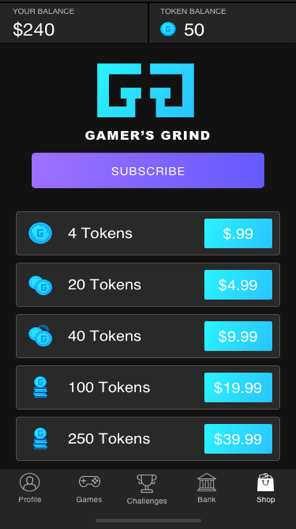 YOUR BALANCE
$240
TOKEN BALANCE
50
GAMER'S GRIND
SUBSCRIBE
4 Tokens
$.99
20 Tokens
$4.99
40 Tokens
$9.99
100 Tokens
$19.99
250 Tokens
$39.99
Profile
Games
Challenges
Bank
Shop